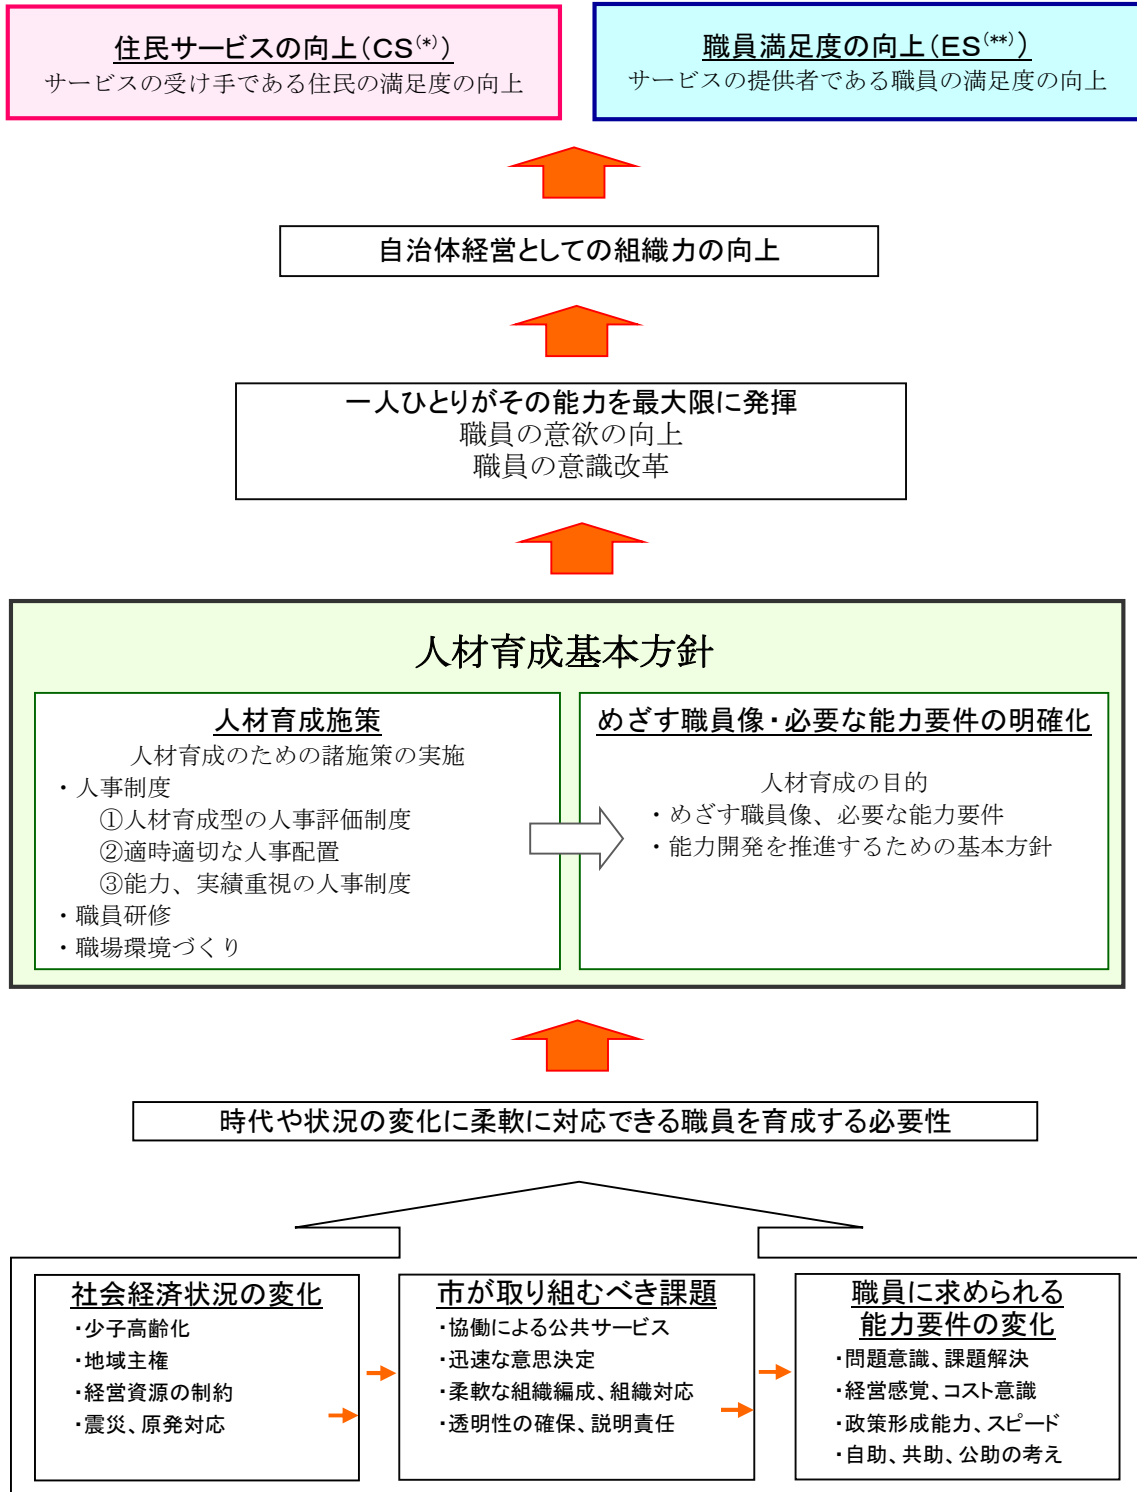 住民サービスの向上(CS(*))
サービスの受け手である住民の満足度の向上
職員満足度の向上(ES(**))
サービスの提供者である職員の満足度の向上
自治体経営としての組織力の向上
一人ひとりがその能力を最大限に発揮
職員の意欲の向上
職員の意識改革
人材育成基本方針
人材育成施策
人材育成のための諸施策の実施
・人事制度
①人材育成型の人事評価制度
②適時適切な人事配置
③能力、実績重視の人事制度
・職員研修
・職場環境づくり
めざす職員像・必要な能力要件の明確化
人材育成の目的
・めざす職員像、必要な能力要件
・能力開発を推進するための基本方針
時代や状況の変化に柔軟に対応できる職員を育成する必要性
社会経済状況の変化
・少子高齢化
・地域主権
・経営資源の制約
・震災、原発対応
市が取り組むべき課題
・協働による公共サービス
・迅速な意思決定
・柔軟な組織編成、組織対応
・透明性の確保、説明責任
職員に求められる
能力要件の変化
・問題意識、課題解決
・経営感覚、コスト意識
・政策形成能力、スピード
・自助、共助、公助の考え